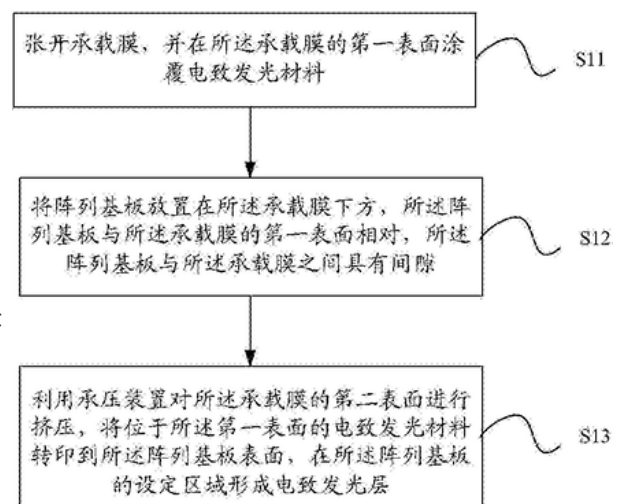 张开承载膜，并在所述承载膜的第一表面涂
覆电致发光材料
S11
将阵列基板放置在所述承载膜下方，所述阵
列基板与所述承载膜的第一表面相对，所述
阵列基板与所述承载膜之间具有间隙
S12
利用承压装置对所述承载膜的第二表面进行
挤压，将位于所述第一表面的电致发光材料
转印到所述阵列基板表面，在所述阵列基板
的设定区域形成电致发光层
S13